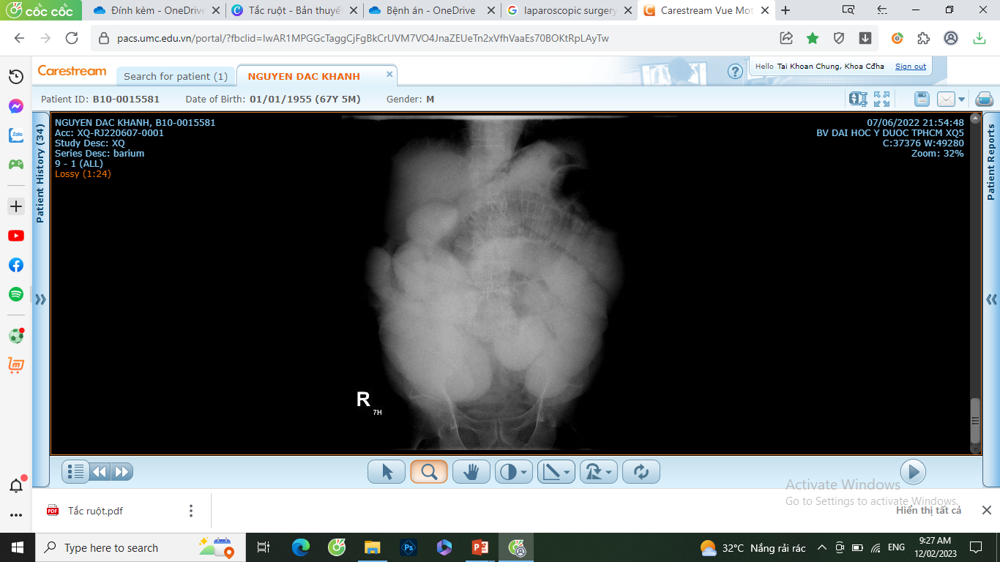 CỐC CỐC
Đính kèm - OneDrive
Tắc ruột - Bản thuyết
Bệnh án - OneDrive
laparoscopic surgery
Carestream Vue Mot
pacs.umc.edu.vn/portal/?fbclid=IwAR1MPGGcTaggCjFgBkCrUVM7VO4JnaZEUeTn2xVfhVaaEs70BOKtRpLAyTw
Carestream
Search for patient (1)
NGUYEN DAC KHANH
Hello Tai Khoan Chung, Khoa Cđha Sign out
Patient ID: B10-0015581 Date of Birth: 01/01/1955 (67Y 5M) Gender: M
Patient History (34)
NGUYEN DAC KHANH, B10-0015581
Acc: XQ-RJ220607-0001
Study Desc: XQ
Series Desc: barium
9 - 1 (ALL)
Lossy (1:24)
07/06/2022 21:54:48
BV DAI HOC Y DUOC TPHCM XQ5
C:37376 W:49280
Zoom: 32%
Patient Reports
Zalo
R
7H
Activate Windows
Go to Settings to activate Windows.
PDF
Tắc ruột.pdf
Hiển thị tất cả
Type here to search
Ps
32°C Nắng rải rác
ENG
9:27 AM
12/02/2023